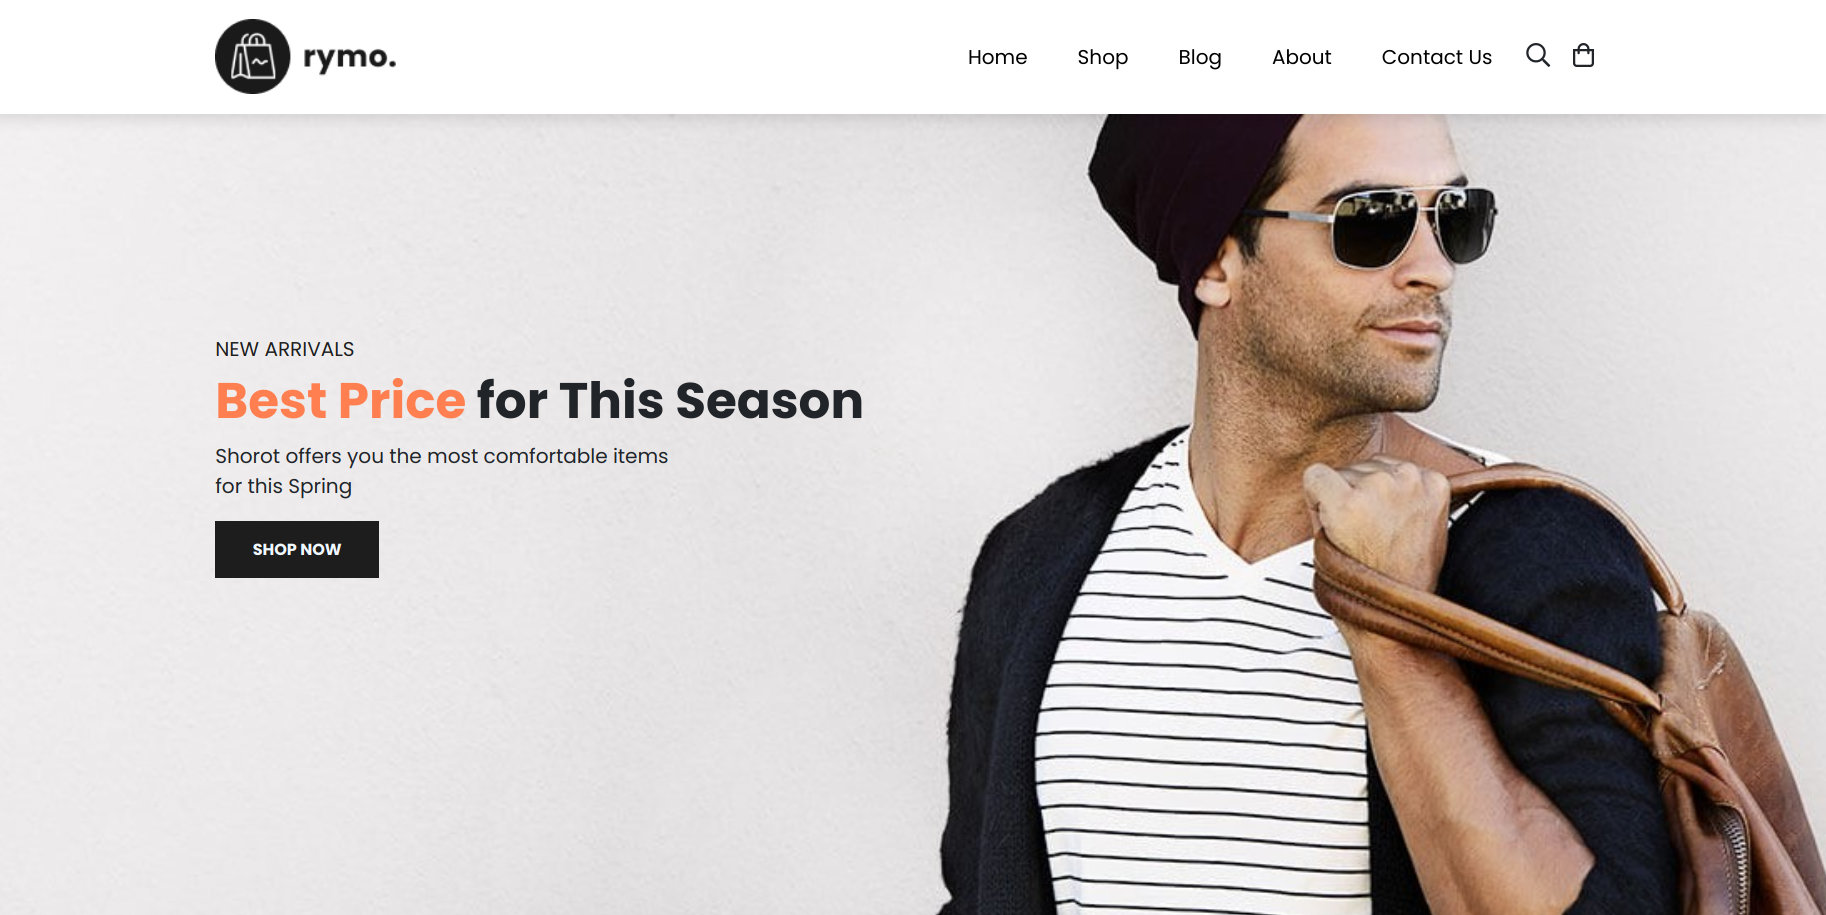 rymo.
Home Shop Blog About Contact Us
NEW ARRIVALS
Best Price for This Season
Shorot offers you the most comfortable items
for this Spring
SHOP NOW